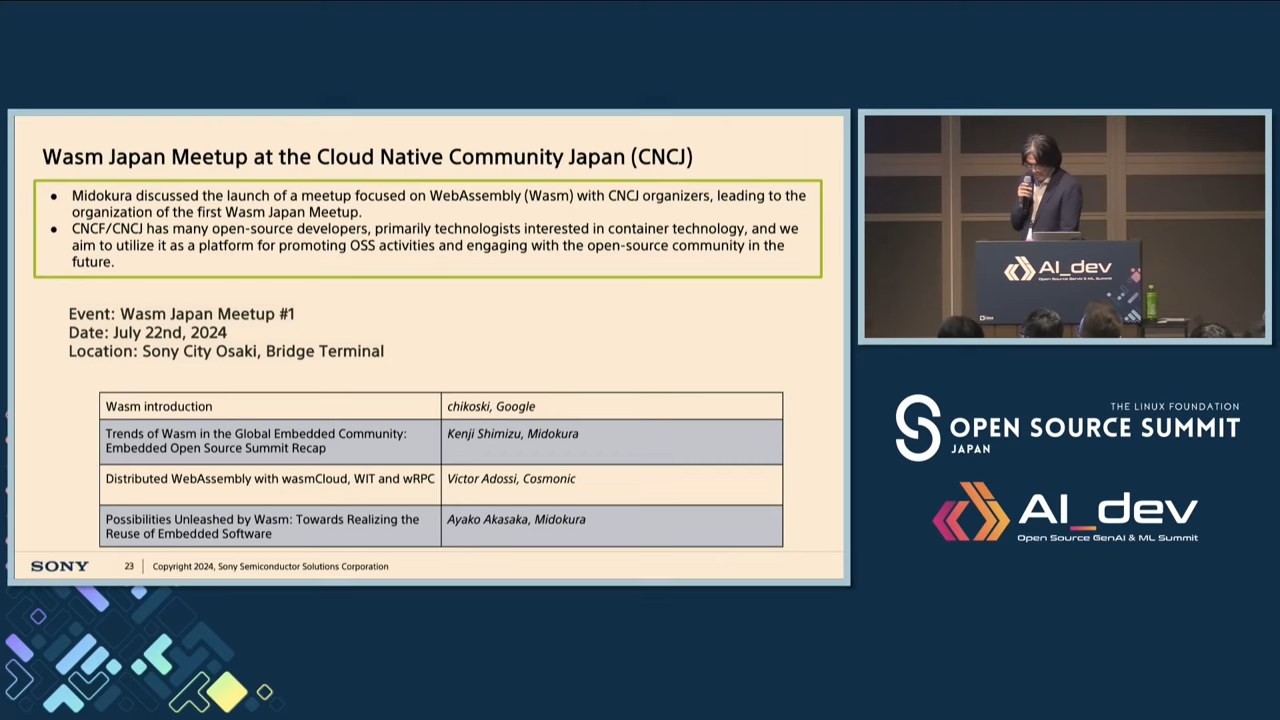 Wasm Japan Meetup at the Cloud Native Community Japan (CNCJ)
● Midokura discussed the launch of a meetup focused on WebAssembly (Wasm) with CNCJ organizers, leading to the
organization of the first Wasm Japan Meetup.
● CNCF/CNCJ has many open-source developers, primarily technologists interested in container technology, and we
aim to utilize it as a platform for promoting OSS activities and engaging with the open-source community in the
future.
Event: Wasm Japan Meetup #1
Date: July 22nd, 2024
Location: Sony City Osaki, Bridge Terminal
Wasm introduction
chikoski, Google
Trends of Wasm in the Global Embedded Community:
Embedded Open Source Summit Recap
Kenji Shimizu, Midokura
Distributed WebAssembly with wasmCloud, WIT and wRPC
Victor Adossi, Cosmonic
Possibilities Unleashed by Wasm: Towards Realizing the
Reuse of Embedded Software
Ayako Akasaka, Midokura
SONY
23
Copyright 2024, Sony Semiconductor Solutions Corporation
AI_dev
Open Source GenAI & ML Summit
THE LINUX FOUNDATION
OPEN SOURCE SUMMIT
JAPAN
AI_dev
Open Source GenAI & ML Summit